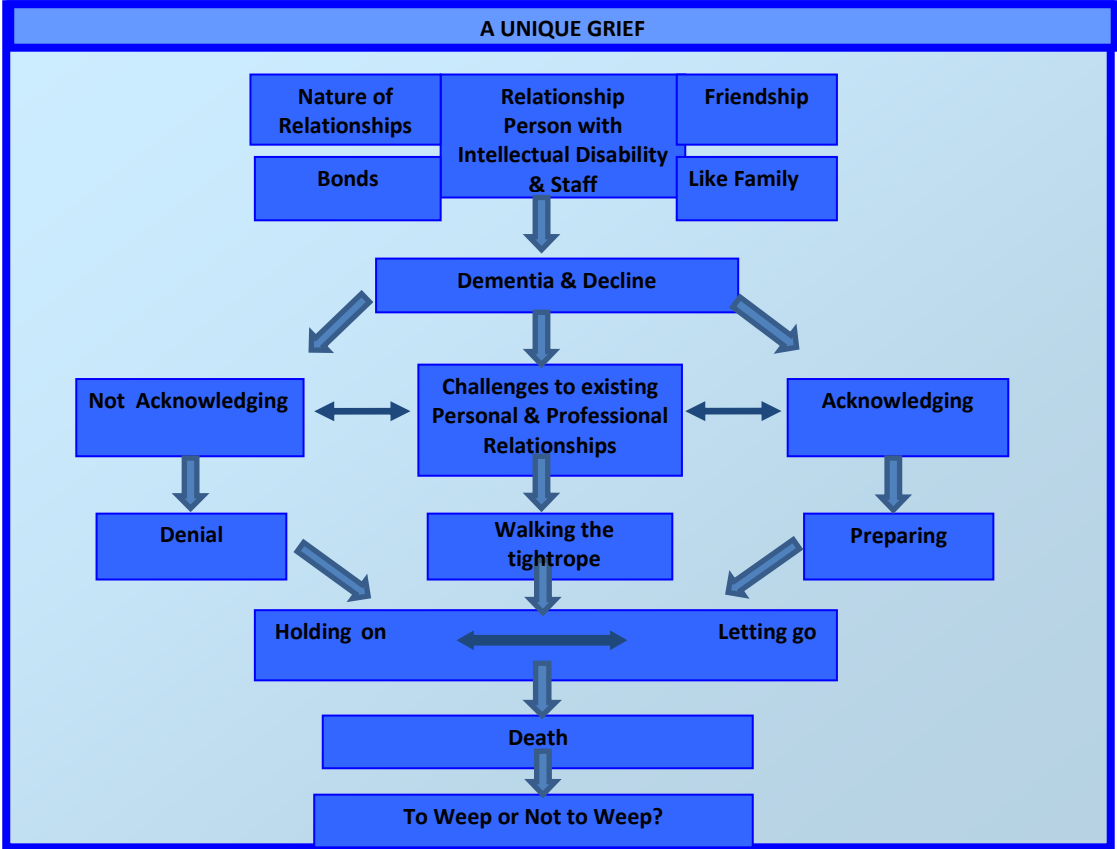 A UNIQUE GRIEF
Nature of
Relationships
Relationship
Person with
Intellectual Disability
& Staff
Friendship
Bonds
Like Family
Dementia & Decline
Not Acknowledging
Challenges to existing
Personal & Professional
Relationships
Acknowledging
Denial
Walking the
tightrope
Preparing
Holding on
Letting go
Death
To Weep or Not to Weep?